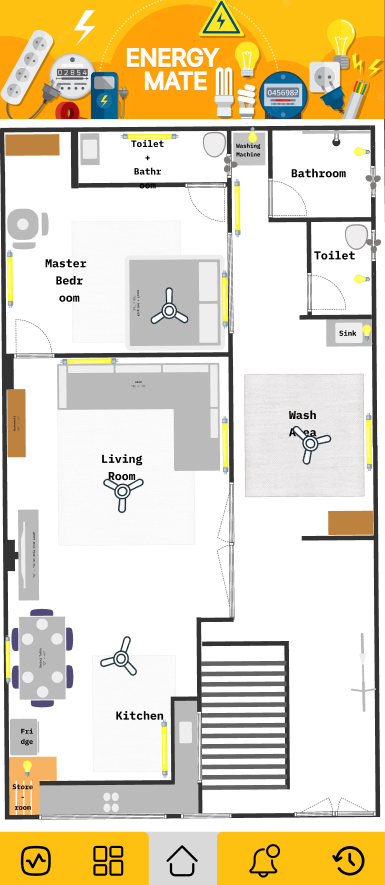 ENERGY
MATE
02854
0456982
Toilet
+
Bathr
oom
Washing
Machine
Bathroom
Toilet
Master
Bedr
oom
Sink
Wash
Area
Living
Room
Kitchen
Fri
dge
Store
-
room